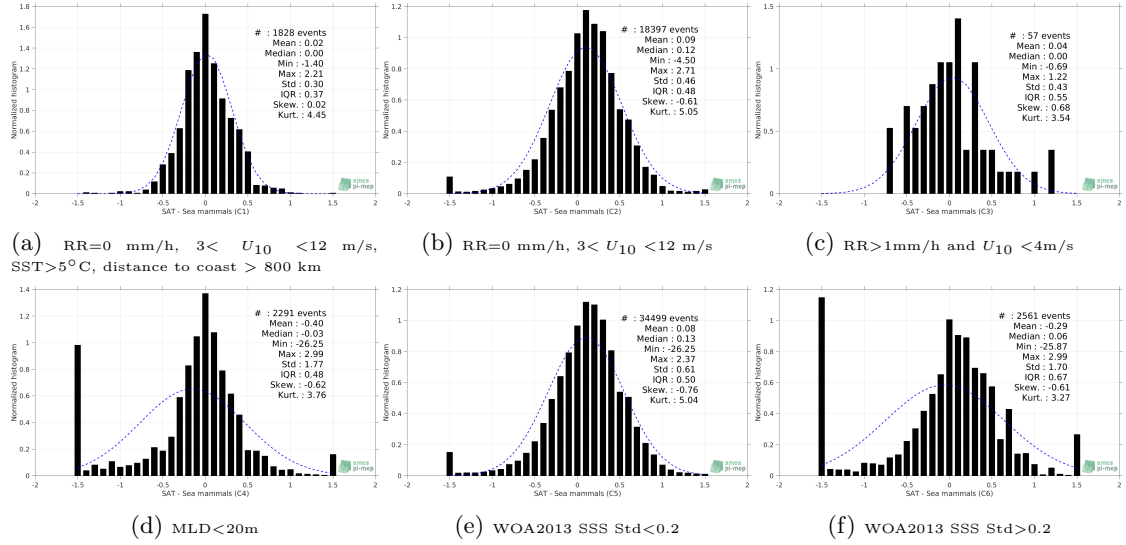 # : 1828 events
Mean : 0.02
Median : 0.00
Min : -1.40
Max : 2.21
Std : 0.30
IQR : 0.37
Skew. : 0.02
Kurt. : 4.45
Normalized histogram
1.8
1.6
1.4
1.2
1
0.8
0.6
0.4
0.2
0
-2 -1.5 -1 -0.5 0 0.5 1 1.5 2
SAT - Sea mammals (C1)
smos
pi-mep
(a) RR=0 mm/h, 3< U10 <12 m/s,
SST>5°C, distance to coast > 800 km
# : 18397 events
Mean : 0.09
Median : 0.12
Min : -4.50
Max : 2.71
Std : 0.46
IQR : 0.48
Skew. : -0.61
Kurt. : 5.05
Normalized histogram
1.2
1
0.8
0.6
0.4
0.2
0
-2 -1.5 -1 -0.5 0 0.5 1 1.5 2
SAT - Sea mammals (C2)
smos
pi-mep
(b) RR=0 mm/h, 3< U10 <12 m/s
# : 57 events
Mean : 0.04
Median : 0.00
Min : -0.69
Max : 1.22
Std : 0.43
IQR : 0.55
Skew. : 0.68
Kurt. : 3.54
Normalized histogram
1.5
1
0.5
0
-2 -1.5 -1 -0.5 0 0.5 1 1.5 2
SAT - Sea mammals (C3)
smos
pi-mep
(c) RR>1mm/h and U10 <4m/s
# : 2291 events
Mean : -0.40
Median : -0.03
Min : -26.25
Max : 2.99
Std : 1.77
IQR : 0.48
Skew. : -0.62
Kurt. : 3.76
Normalized histogram
1.4
1.2
1
0.8
0.6
0.4
0.2
0
-2 -1.5 -1 -0.5 0 0.5 1 1.5 2
SAT - Sea mammals (C4)
smos
pi-mep
(d) MLD<20m
# : 34499 events
Mean : 0.08
Median : 0.13
Min : -26.25
Max : 2.37
Std : 0.61
IQR : 0.50
Skew. : -0.76
Kurt. : 5.04
Normalized histogram
1.2
1
0.8
0.6
0.4
0.2
0
-2 -1.5 -1 -0.5 0 0.5 1 1.5 2
SAT - Sea mammals (C5)
smos
pi-mep
(e) WOA2013 SSS Std<0.2
# : 2561 events
Mean : -0.29
Median : 0.06
Min : -25.87
Max : 2.99
Std : 1.70
IQR : 0.67
Skew. : -0.61
Kurt. : 3.27
Normalized histogram
1.2
1
0.8
0.6
0.4
0.2
0
-2 -1.5 -1 -0.5 0 0.5 1 1.5 2
SAT - Sea mammals (C6)
smos
pi-mep
(f) WOA2013 SSS Std>0.2